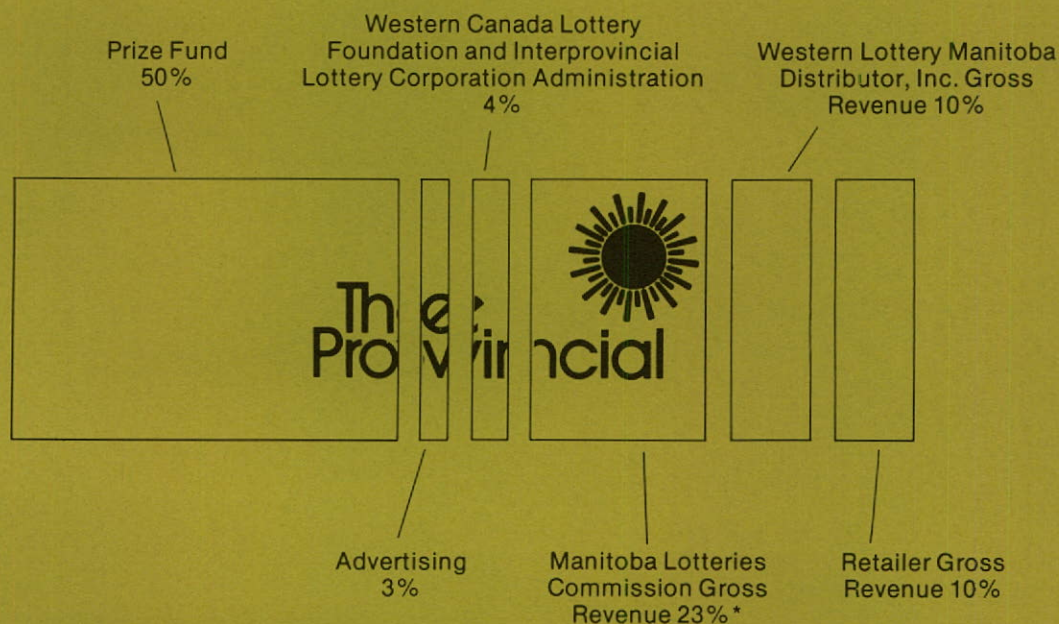 Prize Fund
50%
Western Canada Lottery
Foundation and Interprovincial
Lottery Corporation Administration
4%
Western Lottery Manitoba
Distributor, Inc. Gross
Revenue 10%
The
Provincial
Advertising
3%
Manitoba Lotteries
Commission Gross
Revenue 23%*
Retailer Gross
Revenue 10%